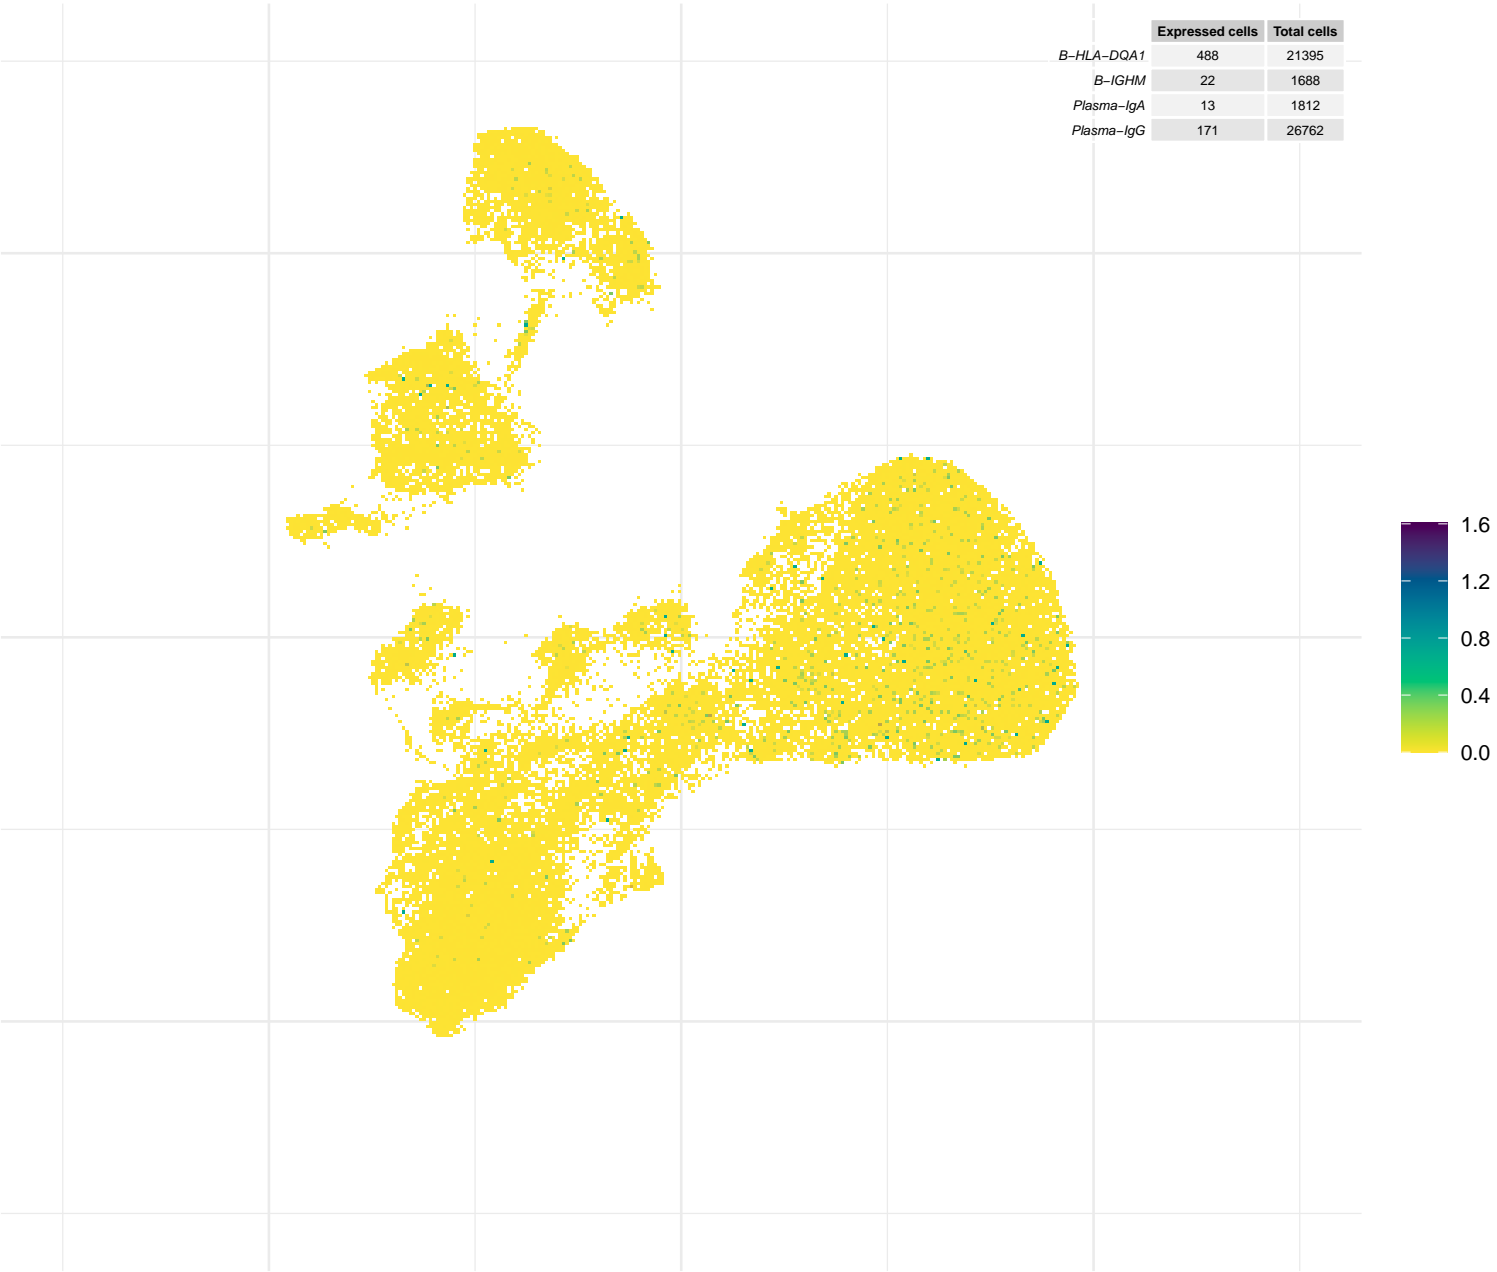 Expressed cells Total cells
B−HLA−DQA1 488 21395
B−IGHM 22 1688
Plasma−IgA 13 1812
Plasma−IgG 171 26762
1.6
1.2
0.8
0.4
0.0